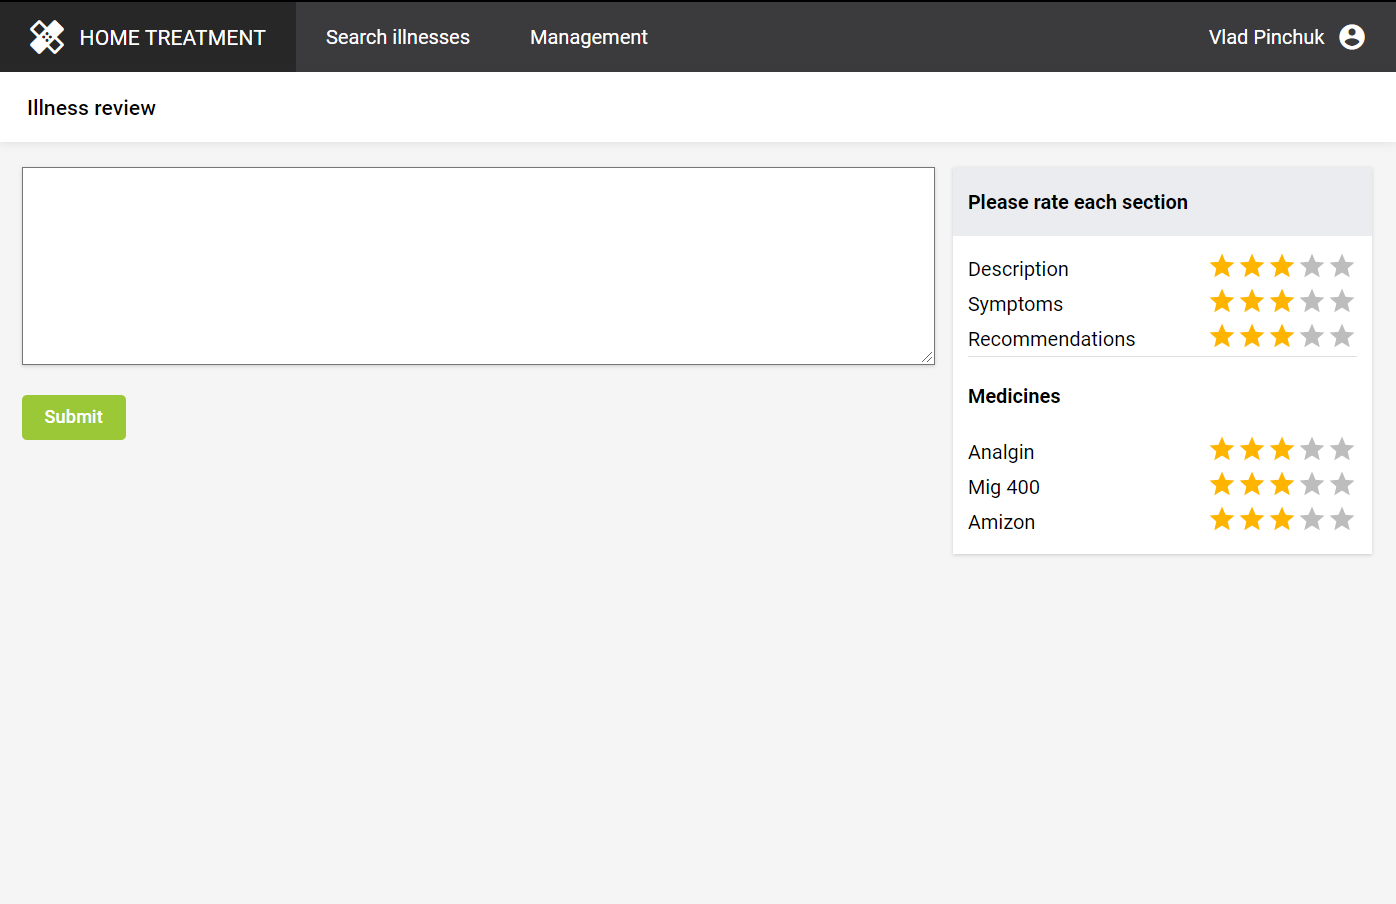 HOME TREATMENT Search illnesses Management Vlad Pinchuk
Illness review
Submit
Please rate each section
Description
Symptoms
Recommendations
Medicines
Analgin
Mig 400
Amizon